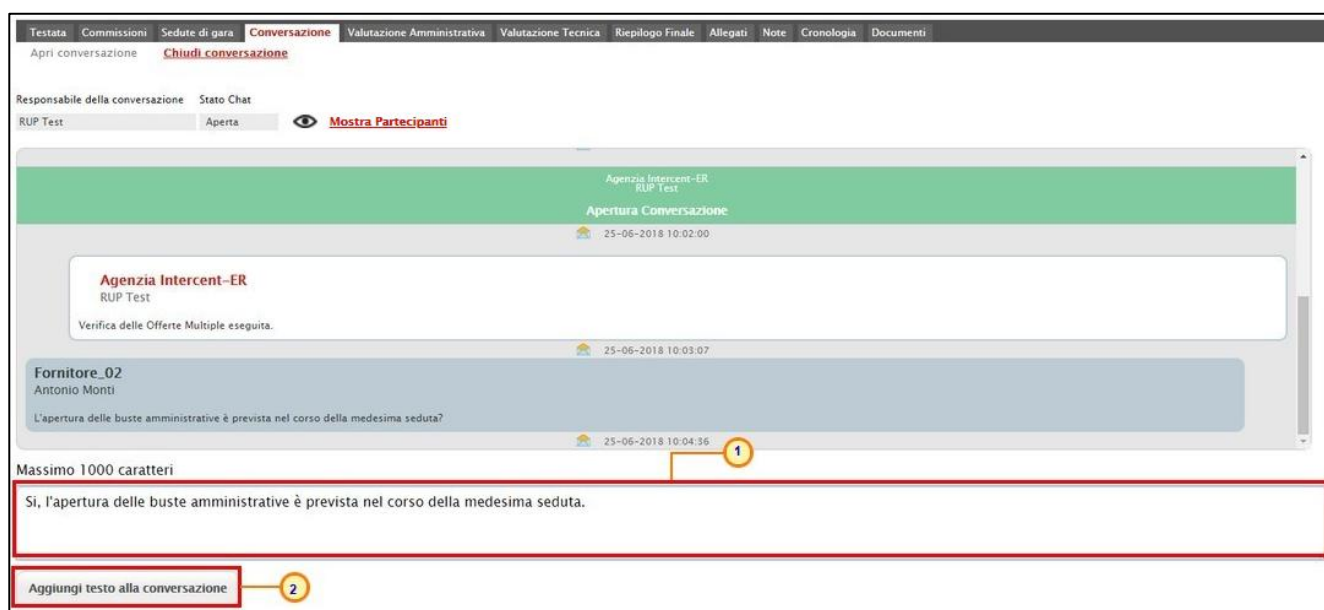 Testata Commissioni Sedute di gara Conversazione Valutazione Amministrativa Valutazione Tecnica Riepilogo Finale Allegati Note Cronologia Documenti
Apri conversazione Chiudi conversazione
Responsabile della conversazione Stato Chat
RUP Test Aperta Mostra Partecipanti
Agenzia Intercent-ER
RUP Test
Apertura Conversazione
25-06-2018 10:02:00
Agenzia Intercent-ER
RUP Test
Verifica delle Offerte Multiple eseguita.
25-06-2018 10:03:07
Fornitore_02
Antonio Monti
L'apertura delle buste amministrative è prevista nel corso della medesima seduta?
25-06-2018 10:04:36
1
Massimo 1000 caratteri
Si, l'apertura delle buste amministrative è prevista nel corso della medesima seduta.
Aggiungi testo alla conversazione 2